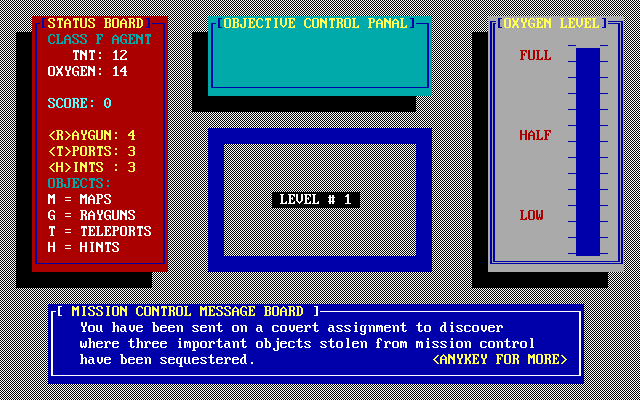 [ STATUS BOARD ]
CLASS F AGENT
TNT: 12
OXYGEN: 14
SCORE: 0
<R>AYGUN: 4
<T>PORTS: 3
<H>INTS : 3
OBJECTS:
M = MAPS
G = RAYGUNS
T = TELEPORTS
H = HINTS
[OBJECTIVE CONTROL PANAL]
LEVEL # 1
[OXYGEN LEVEL]
FULL
HALF
LOW
[ MISSION CONTROL MESSAGE BOARD ]
You have been sent on a covert assignment to discover
where three important objects stolen from mission control
have been sequestered. <ANYKEY FOR MORE>